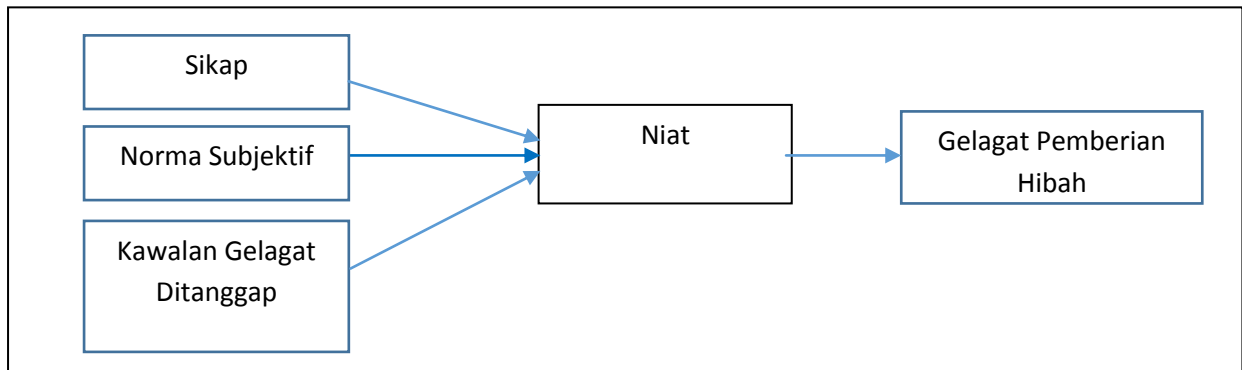 Sikap
Norma Subjektif
Kawalan Gelagat
Ditanggap
Niat
Gelagat Pemberian
Hibah